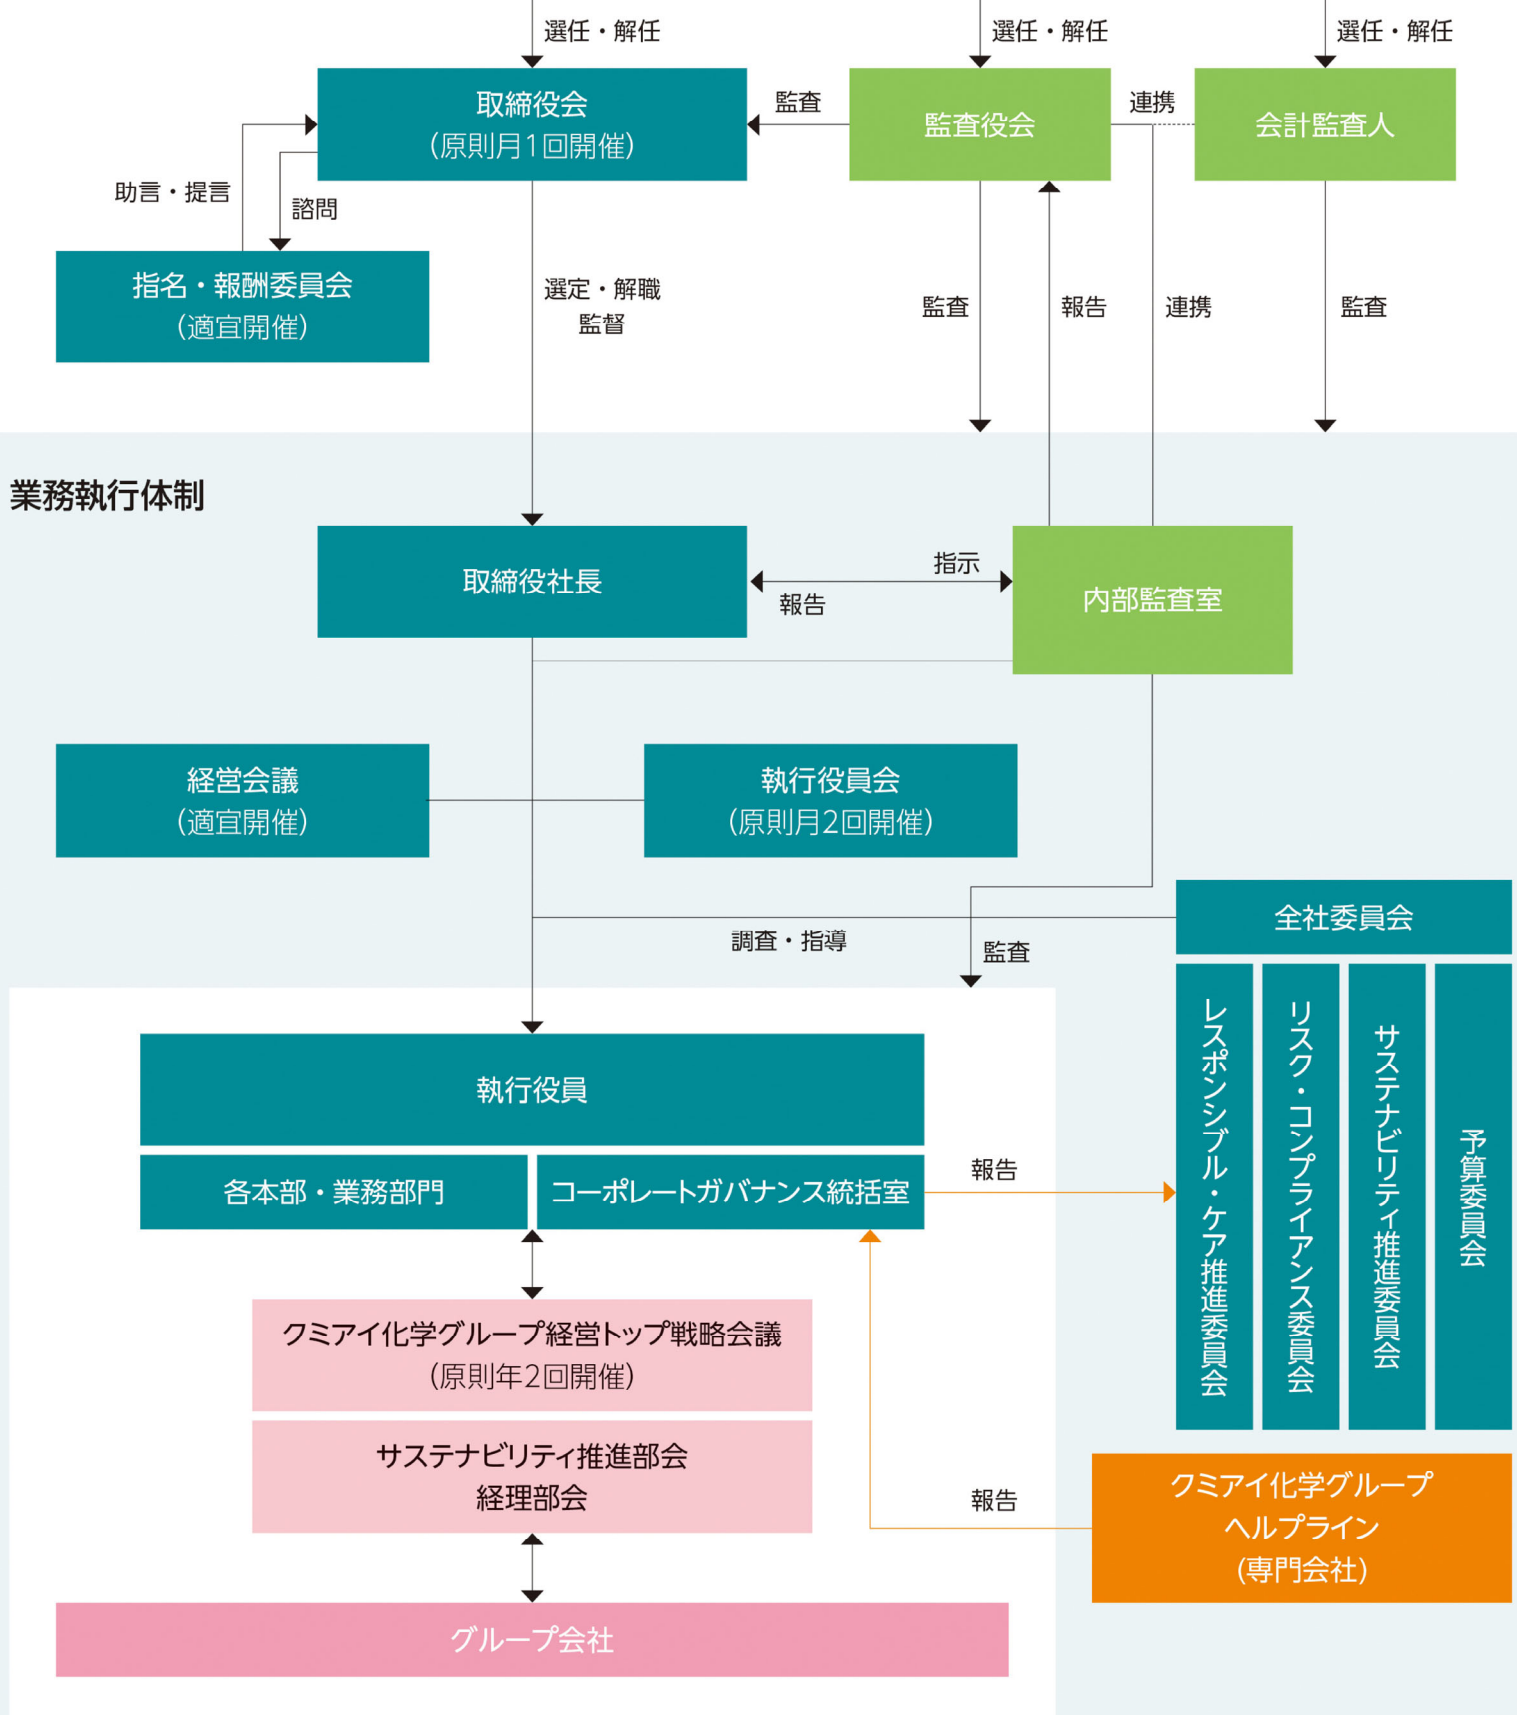 選任・解任
選任・解任
選任・解任
取締役会
（原則月1回開催）
監査
監査役会
連携
会計監査人
助言・提言
諮問
指名・報酬委員会
（適宜開催）
選定・解職
監督
監査
報告
連携
監査
業務執行体制
取締役社長
指示
報告
内部監査室
経営会議
（適宜開催）
執行役員会
（原則月2回開催）
全社委員会
調査・指導
監査
レスポンシブル・ケア推進委員会
リスク・コンプライアンス委員会
サステナビリティ推進委員会
予算委員会
執行役員
各本部・業務部門
コーポレートガバナンス統括室
報告
クミアイ化学グループ経営トップ戦略会議
（原則年2回開催）
サステナビリティ推進部会
経理部会
報告
クミアイ化学グループ
ヘルプライン
(専門会社)
グループ会社